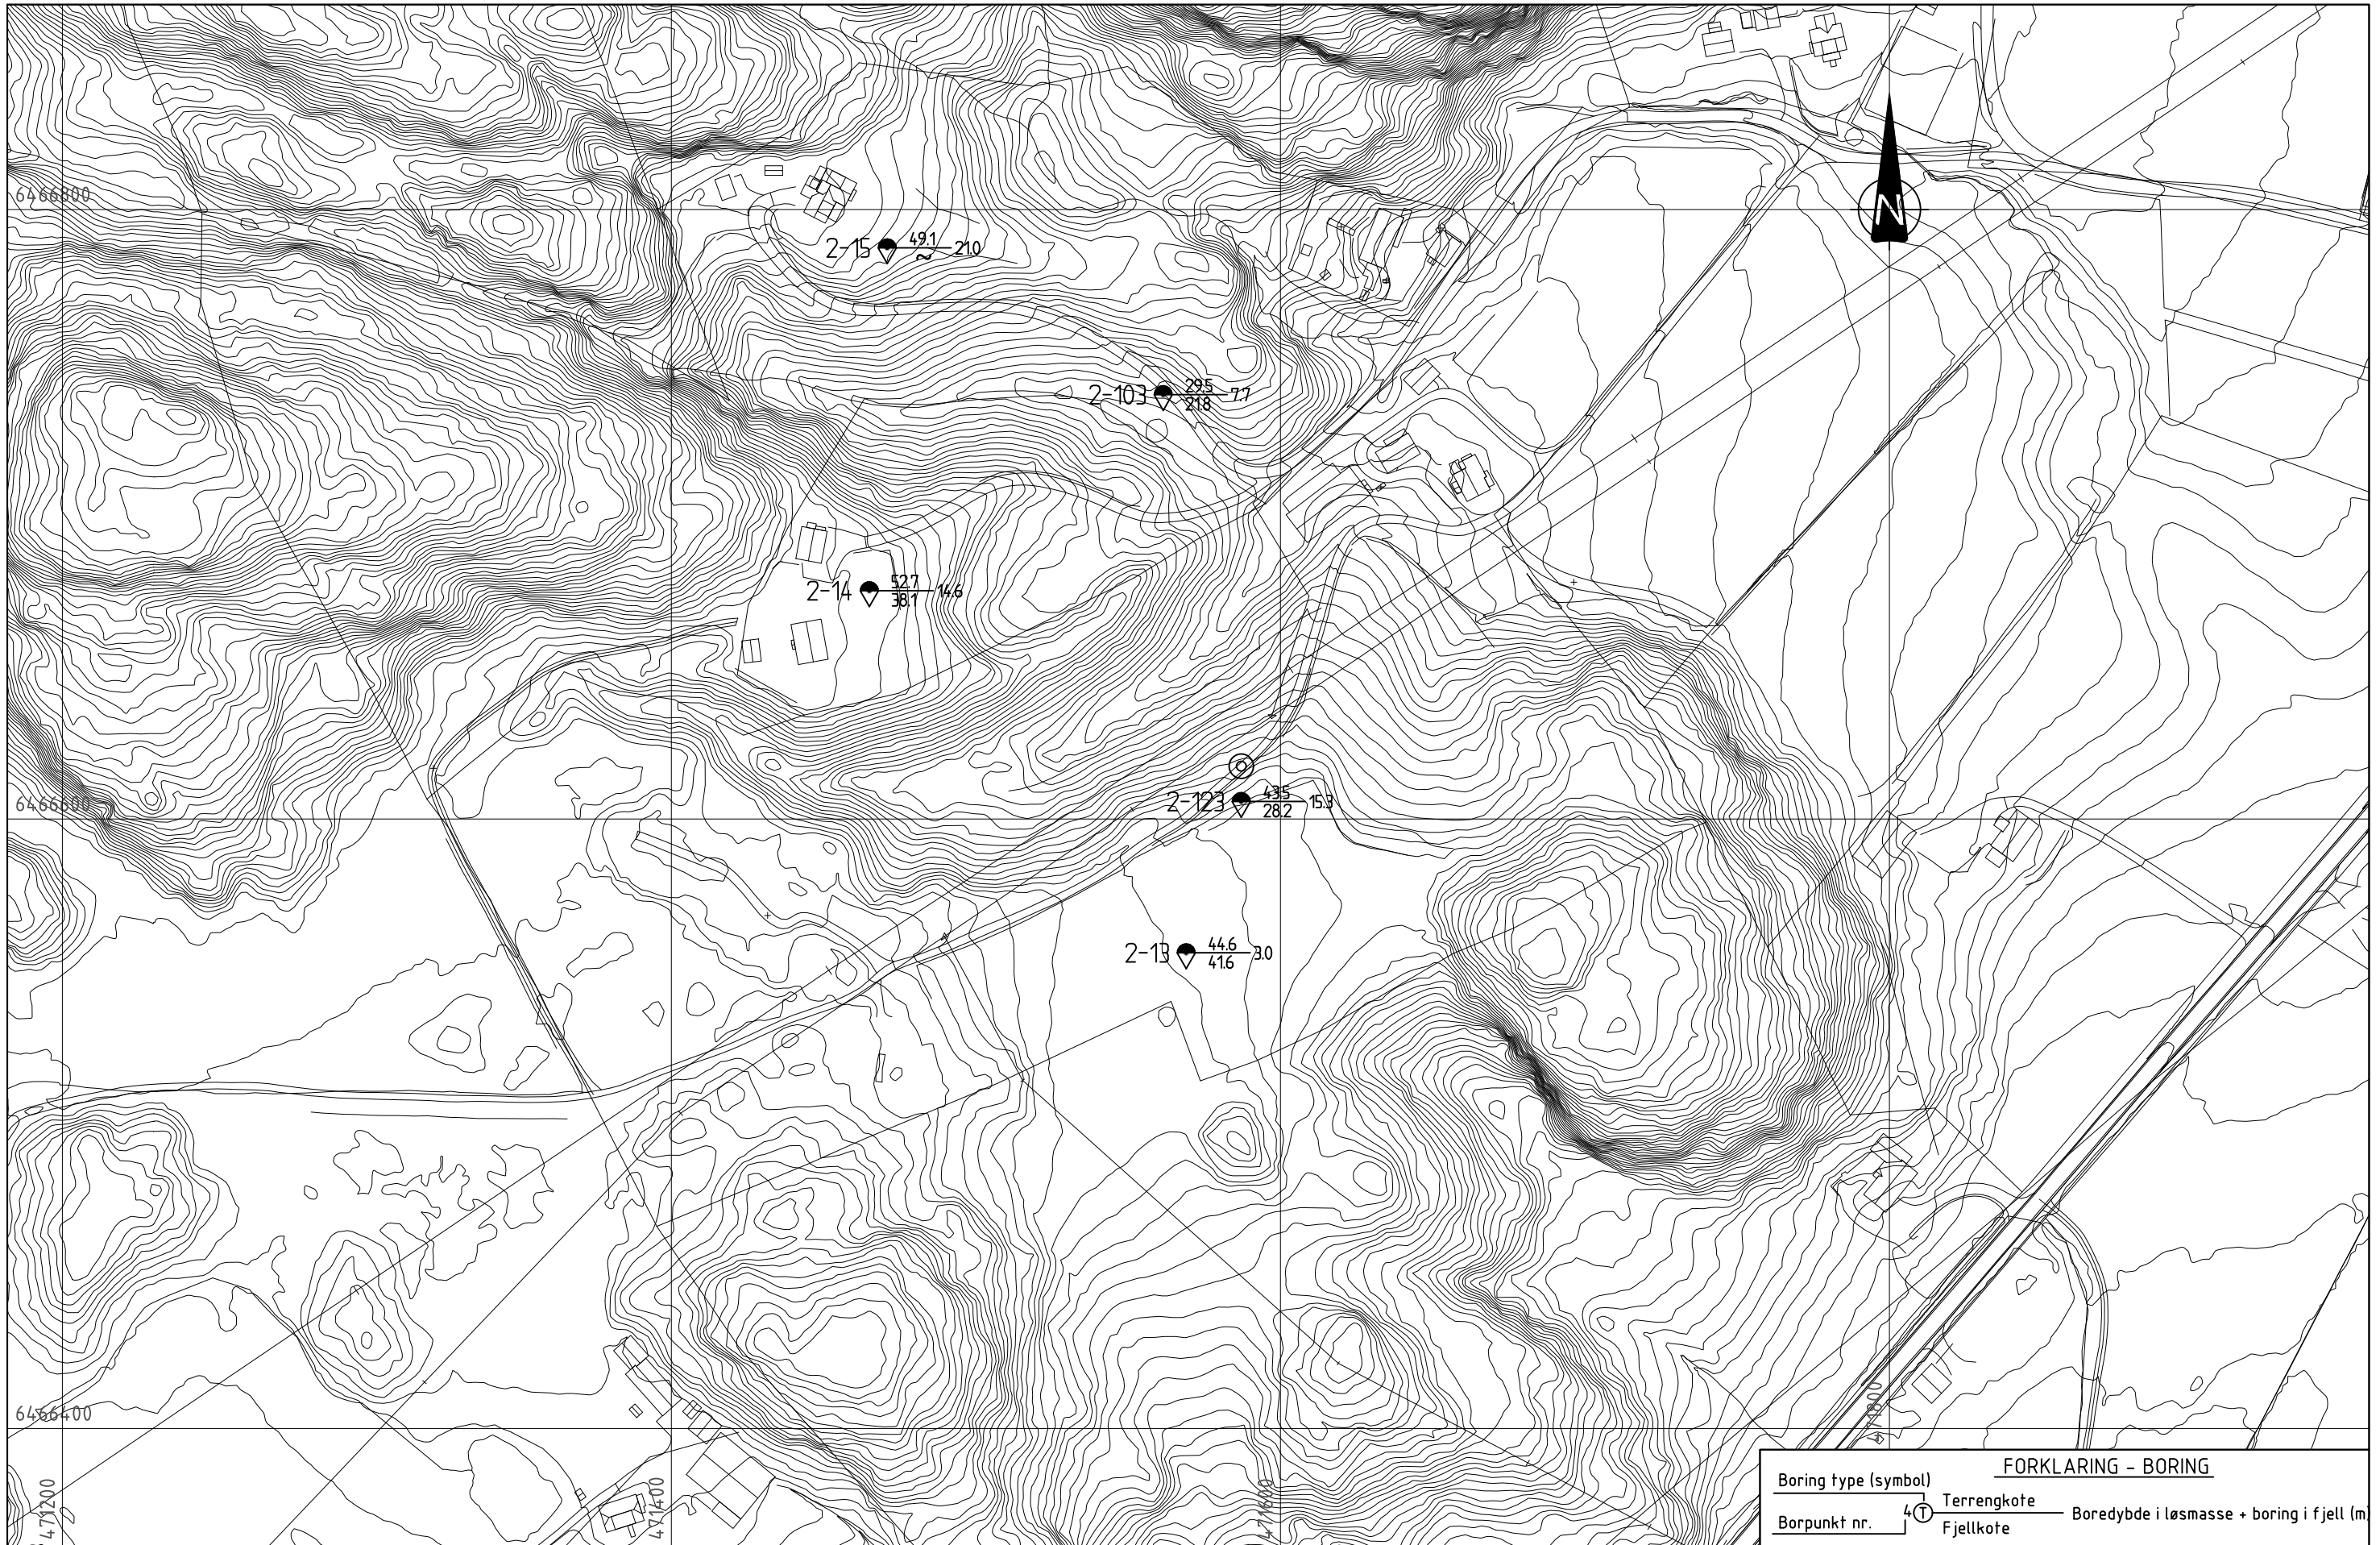 N
6466800
2-15 49.1 ~ 21.0
2-103 29.5 21.8 7.7
2-14 52.7 38.1 14.6
6466600
2-123 43.5 28.2 15.3
2-13 44.6 41.6 3.0
6466400
471200
471400
471600
471800
FORKLARING - BORING
Boring type (symbol)
Borpunkt nr.
4 T
Terrengkote
Fjellkote
Boredybde i løsmasse + boring i fjell (m